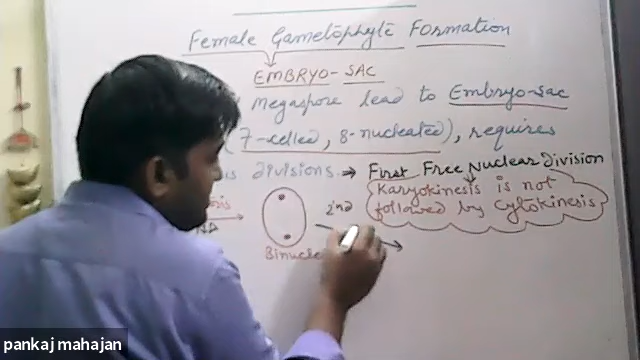 Female Gametophyte Formation
EMBRYO-SAC
Megaspore lead to Embryo-sac
(7-celled, 8-nucleated), requires
divisions → First Free Nuclear division
Karyokinesis is not
followed by Cytokinesis
2nd
pankaj mahajan